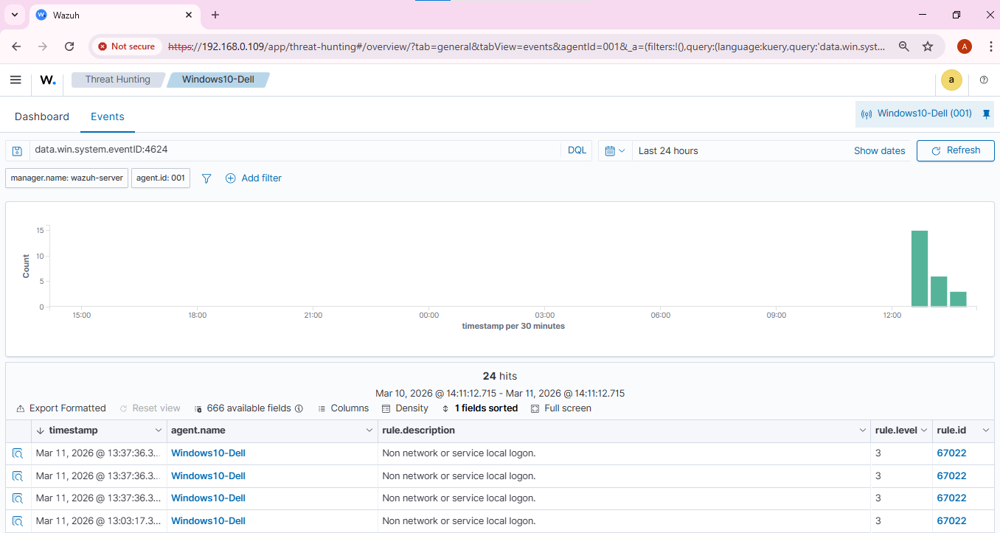 Wazuh
Not secure https://192.168.0.109/app/threat-hunting#/overview/?tab=general&tabView=events&agentId=001&_a=(filters:!(),query:(language:kuery,query:'data.win.syst...
A
W. Threat Hunting Windows10-Dell a
Dashboard Events Windows10-Dell (001)
data.win.system.eventID:4624 DQL Last 24 hours Show dates Refresh
manager.name: wazuh-server agent.id: 001 Add filter
Count
15
10
5
0
15:00 18:00 21:00 00:00 03:00 06:00 09:00 12:00
timestamp per 30 minutes
24 hits
Mar 10, 2026 @ 14:11:12.715 - Mar 11, 2026 @ 14:11:12.715
Export Formatted Reset view 666 available fields Columns Density 1 fields sorted Full screen
timestamp agent.name rule.description rule.level rule.id
Mar 11, 2026 @ 13:37:36.3... Windows10-Dell Non network or service local logon. 3 67022
Mar 11, 2026 @ 13:37:36.3... Windows10-Dell Non network or service local logon. 3 67022
Mar 11, 2026 @ 13:37:36.3... Windows10-Dell Non network or service local logon. 3 67022
Mar 11, 2026 @ 13:03:17.3... Windows10-Dell Non network or service local logon. 3 67022